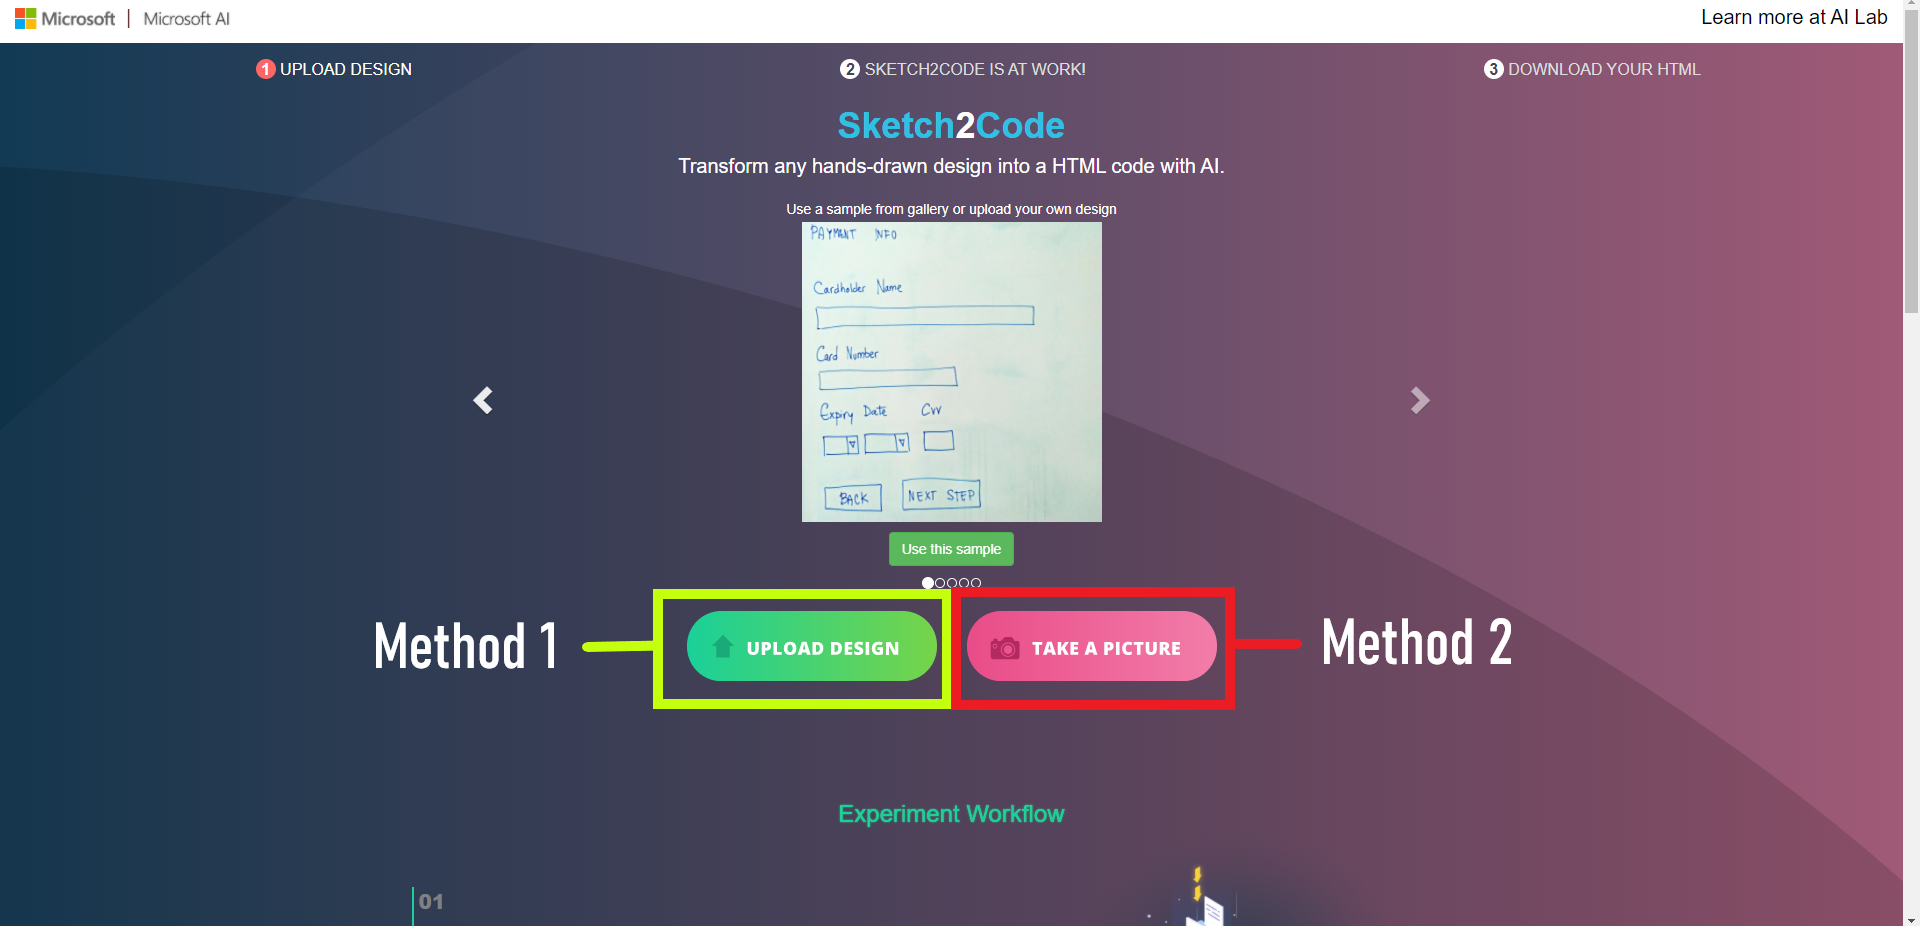 Microsoft | Microsoft AI
Learn more at AI Lab
1 UPLOAD DESIGN
2 SKETCH2CODE IS AT WORK!
3 DOWNLOAD YOUR HTML
Sketch2Code
Transform any hands-drawn design into a HTML code with AI.
Use a sample from gallery or upload your own design
PAYMANT INFO
Cardholder Name
Card Number
Expiry Date Cvv
BACK NEXT STEP
Use this sample
Method 1
UPLOAD DESIGN
TAKE A PICTURE
Method 2
Experiment Workflow
01